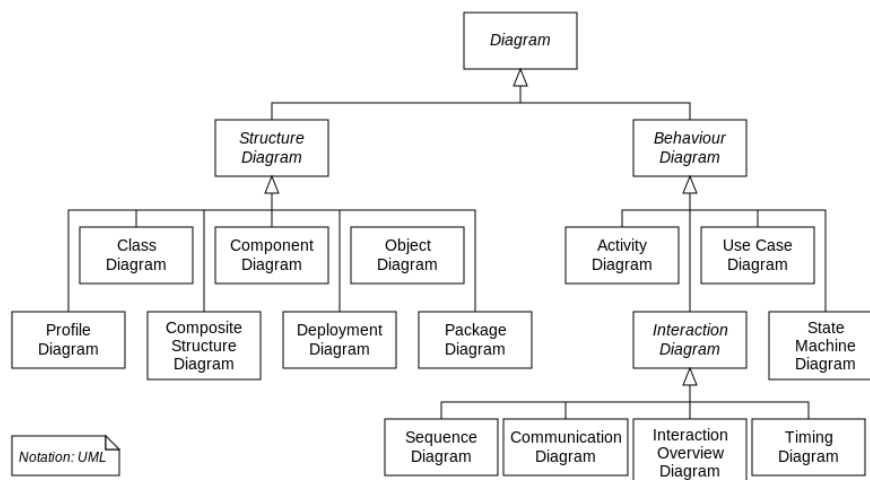 Diagram
Structure
Diagram
Behaviour
Diagram
Class
Diagram
Component
Diagram
Object
Diagram
Activity
Diagram
Use Case
Diagram
Profile
Diagram
Composite
Structure
Diagram
Deployment
Diagram
Package
Diagram
Interaction
Diagram
State
Machine
Diagram
Sequence
Diagram
Communication
Diagram
Interaction
Overview
Diagram
Timing
Diagram
Notation: UML